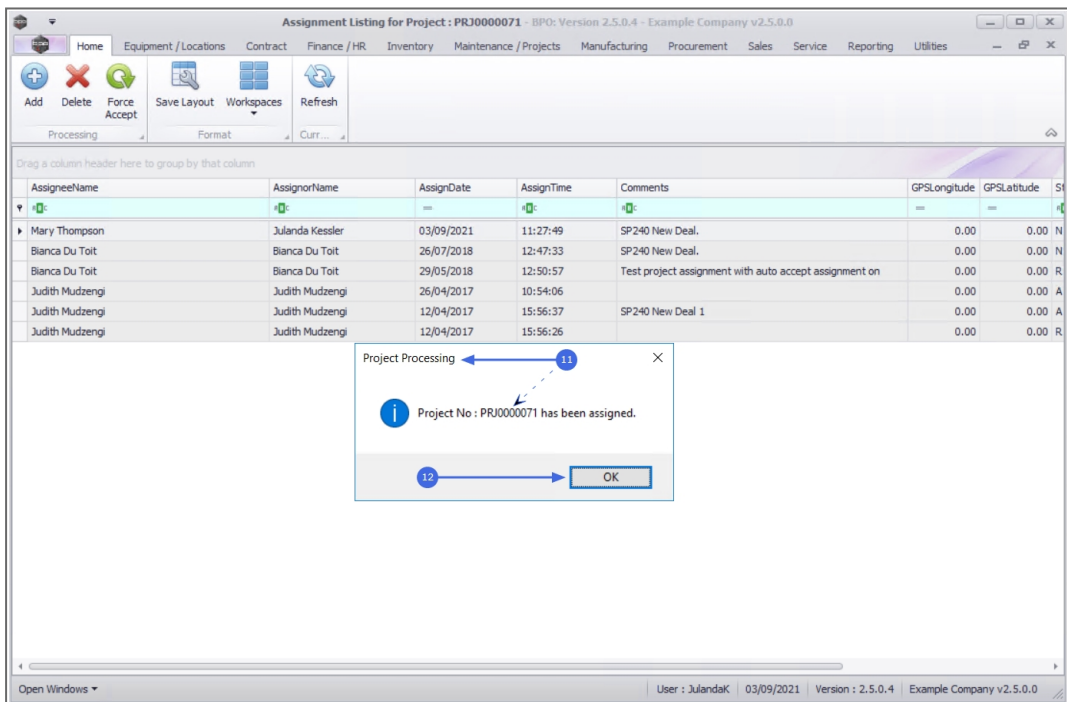 Assignment Listing for Project : PRJ0000071 - BPO: Version 2.5.0.4 - Example Company v2.5.0.0
Home Equipment / Locations Contract Finance / HR Inventory Maintenance / Projects Manufacturing Procurement Sales Service Reporting Utilities
Add Delete Force Accept Save Layout Workspaces Refresh
Processing Format Curr...
Drag a column header here to group by that column
AssigneeName AssignorName AssignDate AssignTime Comments GPSLongitude GPSLatitude St
Mary Thompson Julanda Kessler 03/09/2021 11:27:49 SP240 New Deal. 0.00 0.00 N
Bianca Du Toit Bianca Du Toit 26/07/2018 12:47:33 SP240 New Deal. 0.00 0.00 N
Bianca Du Toit Bianca Du Toit 29/05/2018 12:50:57 Test project assignment with auto accept assignment on 0.00 0.00 R
Judith Mudzengi Judith Mudzengi 26/04/2017 10:54:06 0.00 0.00 A
Judith Mudzengi Judith Mudzengi 12/04/2017 15:56:37 SP240 New Deal 1 0.00 0.00 A
Judith Mudzengi Judith Mudzengi 12/04/2017 15:56:26 0.00 0.00 R
Project Processing 11
Project No : PRJ0000071 has been assigned.
12 OK
Open Windows User : JulandaK 03/09/2021 Version : 2.5.0.4 Example Company v2.5.0.0